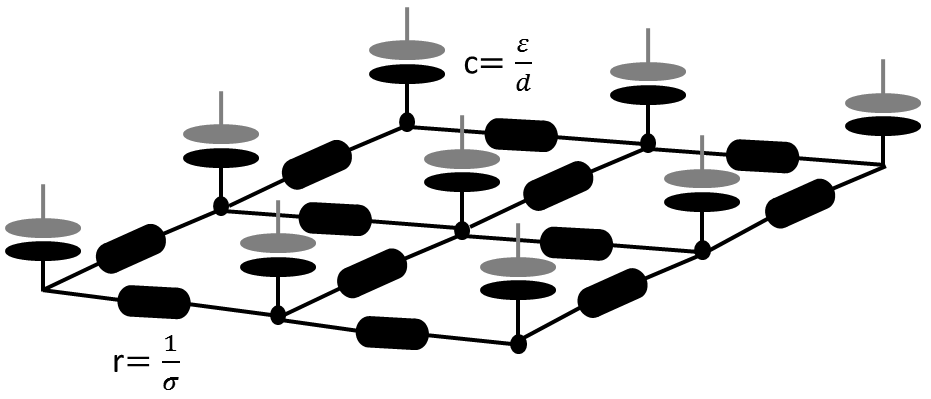 c= ε/d
r= 1/σ